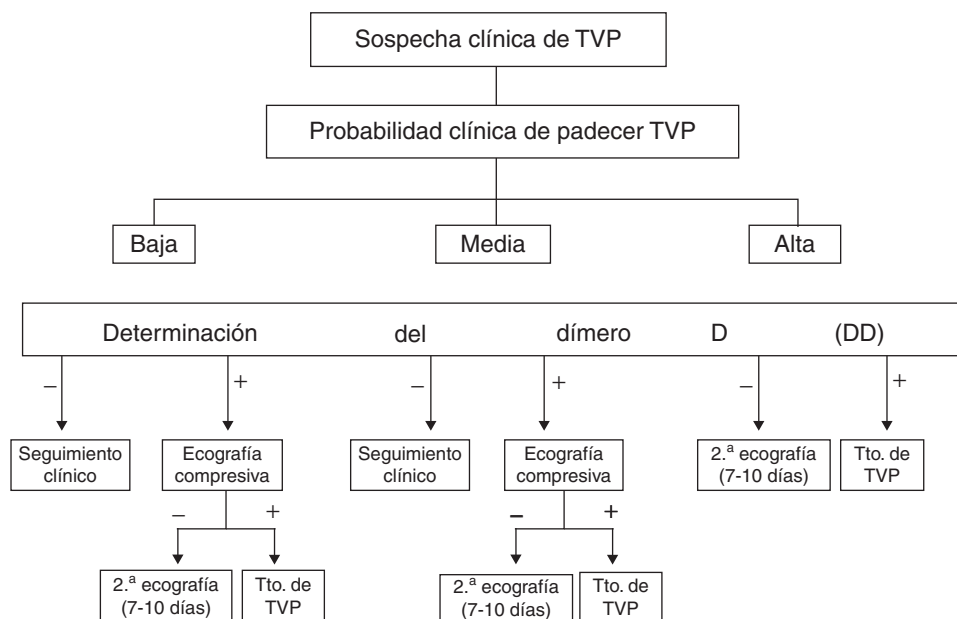 Sospecha clínica de TVP
Probabilidad clínica de padecer TVP
Baja Media Alta
Determinación del dímero D (DD)
– + – + – +
Seguimiento clínico
Ecografía compresiva
Seguimiento clínico
Ecografía compresiva
2.ª ecografía (7-10 días)
Tto. de TVP
– + – +
2.ª ecografía (7-10 días)
Tto. de TVP
2.ª ecografía (7-10 días)
Tto. de TVP